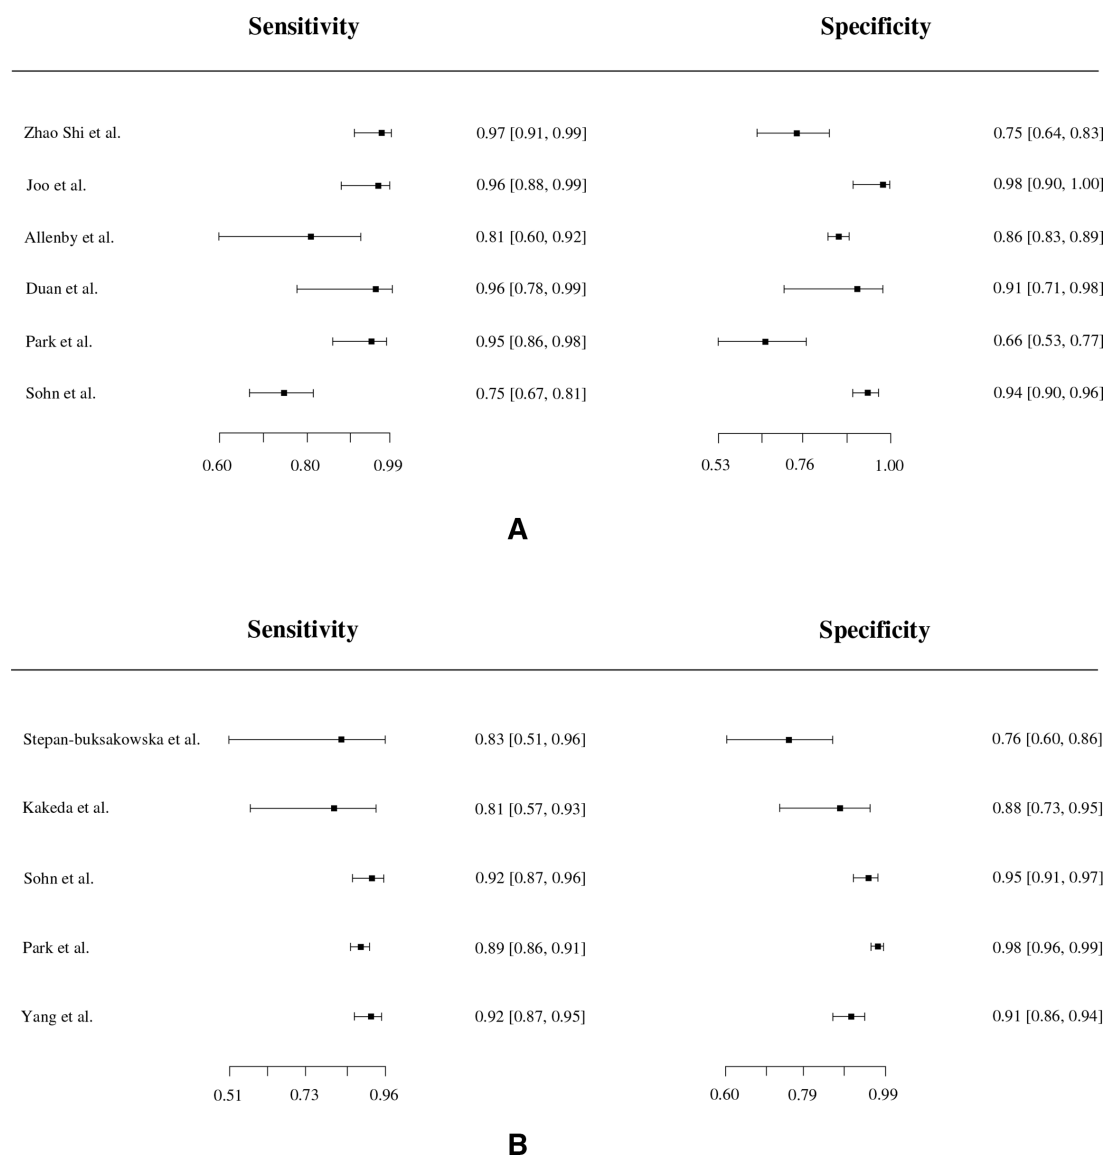 Sensitivity Specificity
Zhao Shi et al. 0.97 [0.91, 0.99] 0.75 [0.64, 0.83]
Joo et al. 0.96 [0.88, 0.99] 0.98 [0.90, 1.00]
Allenby et al. 0.81 [0.60, 0.92] 0.86 [0.83, 0.89]
Duan et al. 0.96 [0.78, 0.99] 0.91 [0.71, 0.98]
Park et al. 0.95 [0.86, 0.98] 0.66 [0.53, 0.77]
Sohn et al. 0.75 [0.67, 0.81] 0.94 [0.90, 0.96]
0.60 0.80 0.99 0.53 0.76 1.00
A
Sensitivity Specificity
Stepan-buksakowska et al. 0.83 [0.51, 0.96] 0.76 [0.60, 0.86]
Kakeda et al. 0.81 [0.57, 0.93] 0.88 [0.73, 0.95]
Sohn et al. 0.92 [0.87, 0.96] 0.95 [0.91, 0.97]
Park et al. 0.89 [0.86, 0.91] 0.98 [0.96, 0.99]
Yang et al. 0.92 [0.87, 0.95] 0.91 [0.86, 0.94]
0.51 0.73 0.96 0.60 0.79 0.99
B